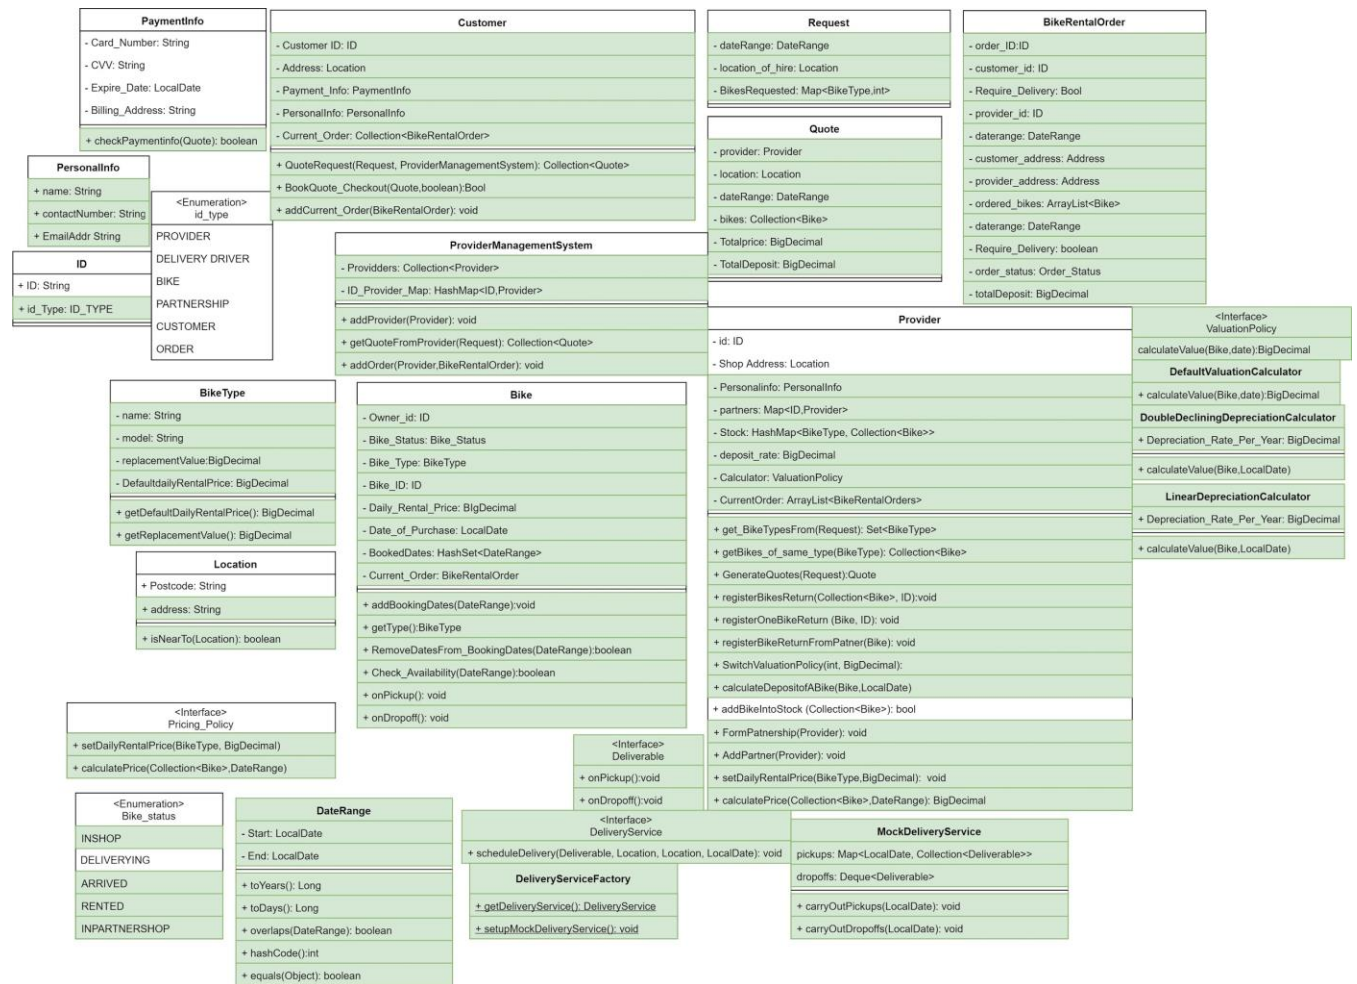 PaymentInfo
- Card_Number: String
- CVV: String
- Expire_Date: LocalDate
- Billing_Address: String
+ checkPaymentinfo(Quote): boolean
Customer
- Customer ID: ID
- Address: Location
- Payment_Info: PaymentInfo
- PersonalInfo: PersonalInfo
- Current_Order: Collection<BikeRentalOrder>
+ QuoteRequest(Request, ProviderManagementSystem): Collection<Quote>
+ BookQuote_Checkout(Quote,boolean):Bool
+ addCurrent_Order(BikeRentalOrder): void
Request
- dateRange: DateRange
- location_of_hire: Location
- BikesRequested: Map<BikeType,int>
BikeRentalOrder
- order_ID:ID
- customer_id: ID
- Require_Delivery: Bool
- provider_id: ID
- daterange: DateRange
- customer_address: Address
- provider_address: Address
- ordered_bikes: ArrayList<Bike>
- daterange: DateRange
- Require_Delivery: boolean
- order_status: Order_Status
- totalDeposit: BigDecimal
Quote
- provider: Provider
- location: Location
- dateRange: DateRange
- bikes: Collection<Bike>
- Totalprice: BigDecimal
- TotalDeposit: BigDecimal
PersonalInfo
+ name: String
+ contactNumber: String
+ EmailAddr String
<Enumeration>
id_type
PROVIDER
DELIVERY DRIVER
BIKE
PARTNERSHIP
CUSTOMER
ORDER
ID
+ ID: String
+ id_Type: ID_TYPE
ProviderManagementSystem
- Providders: Collection<Provider>
- ID_Provider_Map: HashMap<ID,Provider>
+ addProvider(Provider): void
+ getQuoteFromProvider(Request): Collection<Quote>
+ addOrder(Provider,BikeRentalOrder): void
Provider
- id: ID
- Shop Address: Location
- Personalinfo: PersonalInfo
- partners: Map<ID,Provider>
- Stock: HashMap<BikeType, Collection<Bike>>
- deposit_rate: BigDecimal
- Calculator: ValuationPolicy
- CurrentOrder: ArrayList<BikeRentalOrders>
+ get_BikeTypesFrom(Request): Set<BikeType>
+ getBikes_of_same_type(BikeType): Collection<Bike>
+ GenerateQuotes(Request):Quote
+ registerBikesReturn(Collection<Bike>, ID):void
+ registerOneBikeReturn (Bike, ID): void
+ registerBikeReturnFromPatner(Bike): void
+ SwitchValuationPolicy(int, BigDecimal):
+ calculateDepositofABike(Bike,LocalDate)
+ addBikeIntoStock (Collection<Bike>): bool
+ FormPatnership(Provider): void
+ AddPartner(Provider): void
+ setDailyRentalPrice(BikeType,BigDecimal): void
+ calculatePrice(Collection<Bike>,DateRange): BigDecimal
<Interface>
ValuationPolicy
calculateValue(Bike,date):BigDecimal
DefaultValuationCalculator
+ calculateValue(Bike,date):BigDecimal
DoubleDecliningDepreciationCalculator
+ Depreciation_Rate_Per_Year: BigDecimal
+ calculateValue(Bike,LocalDate)
LinearDepreciationCalculator
+ Depreciation_Rate_Per_Year: BigDecimal
+ calculateValue(Bike,LocalDate)
BikeType
- name: String
- model: String
- replacementValue:BigDecimal
- DefaultdailyRentalPrice: BigDecimal
+ getDefaultDailyRentalPrice(): BigDecimal
+ getReplacementValue(): BigDecimal
Bike
- Owner_id: ID
- Bike_Status: Bike_Status
- Bike_Type: BikeType
- Bike_ID: ID
- Daily_Rental_Price: BIgDecimal
- Date_of_Purchase: LocalDate
- BookedDates: HashSet<DateRange>
- Current_Order: BikeRentalOrder
+ addBookingDates(DateRange):void
+ getType():BikeType
+ RemoveDatesFrom_BookingDates(DateRange):boolean
+ Check_Availability(DateRange):boolean
+ onPickup(): void
+ onDropoff(): void
Location
+ Postcode: String
+ address: String
+ isNearTo(Location): boolean
<Interface>
Pricing_Policy
+ setDailyRentalPrice(BikeType, BigDecimal)
+ calculatePrice(Collection<Bike>,DateRange)
<Interface>
Deliverable
+ onPickup():void
+ onDropoff():void
<Enumeration>
Bike_status
INSHOP
DELIVERYING
ARRIVED
RENTED
INPARTNERSHOP
DateRange
- Start: LocalDate
- End: LocalDate
+ toYears(): Long
+ toDays(): Long
+ overlaps(DateRange): boolean
+ hashCode():int
+ equals(Object): boolean
<Interface>
DeliveryService
+ scheduleDelivery(Deliverable, Location, Location, LocalDate): void
DeliveryServiceFactory
+ getDeliveryService(): DeliveryService
+ setupMockDeliveryService(): void
MockDeliveryService
pickups: Map<LocalDate, Collection<Deliverable>>
dropoffs: Deque<Deliverable>
+ carryOutPickups(LocalDate): void
+ carryOutDropoffs(LocalDate): void